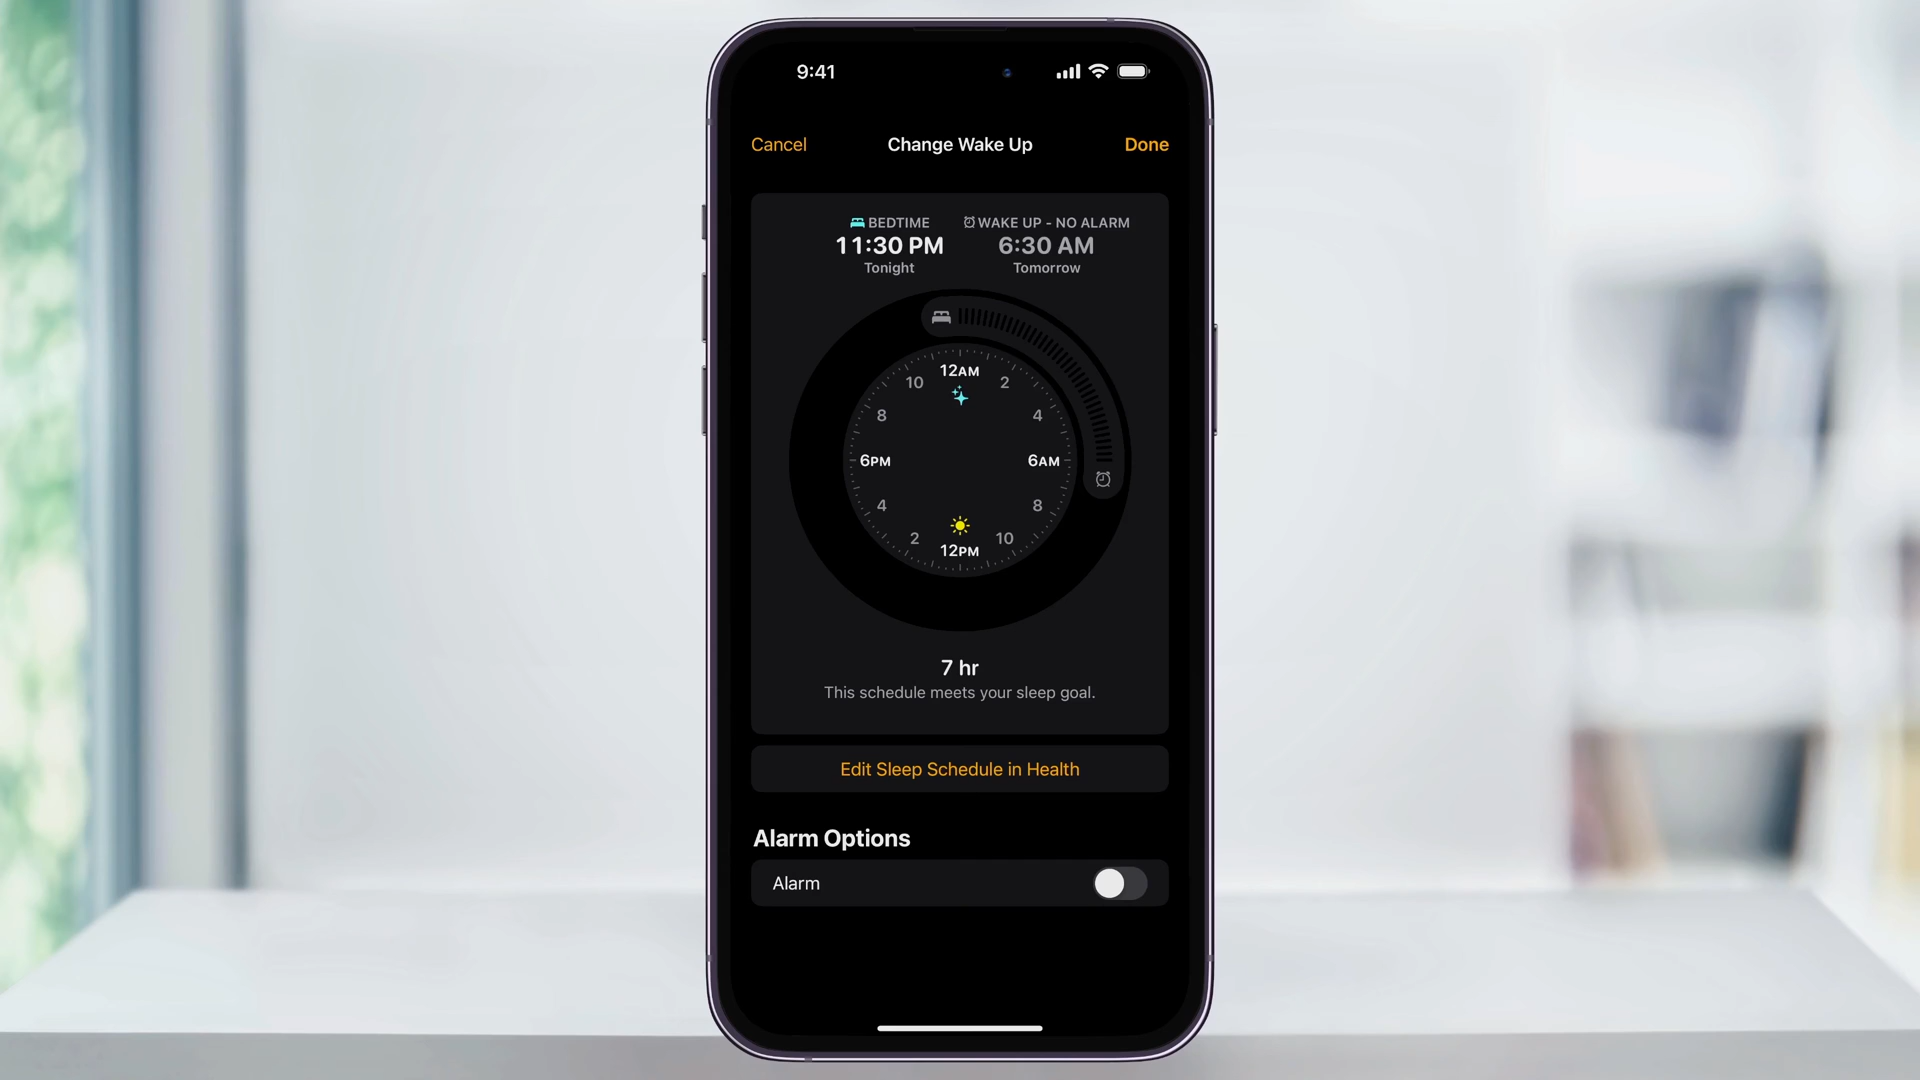 9:41
Cancel Change Wake Up Done
BEDTIME WAKE UP - NO ALARM
11:30 PM 6:30 AM
Tonight Tomorrow
12AM
10 2
8 4
6PM 6AM
4 8
2 10
12PM
7 hr
This schedule meets your sleep goal.
Edit Sleep Schedule in Health
Alarm Options
Alarm